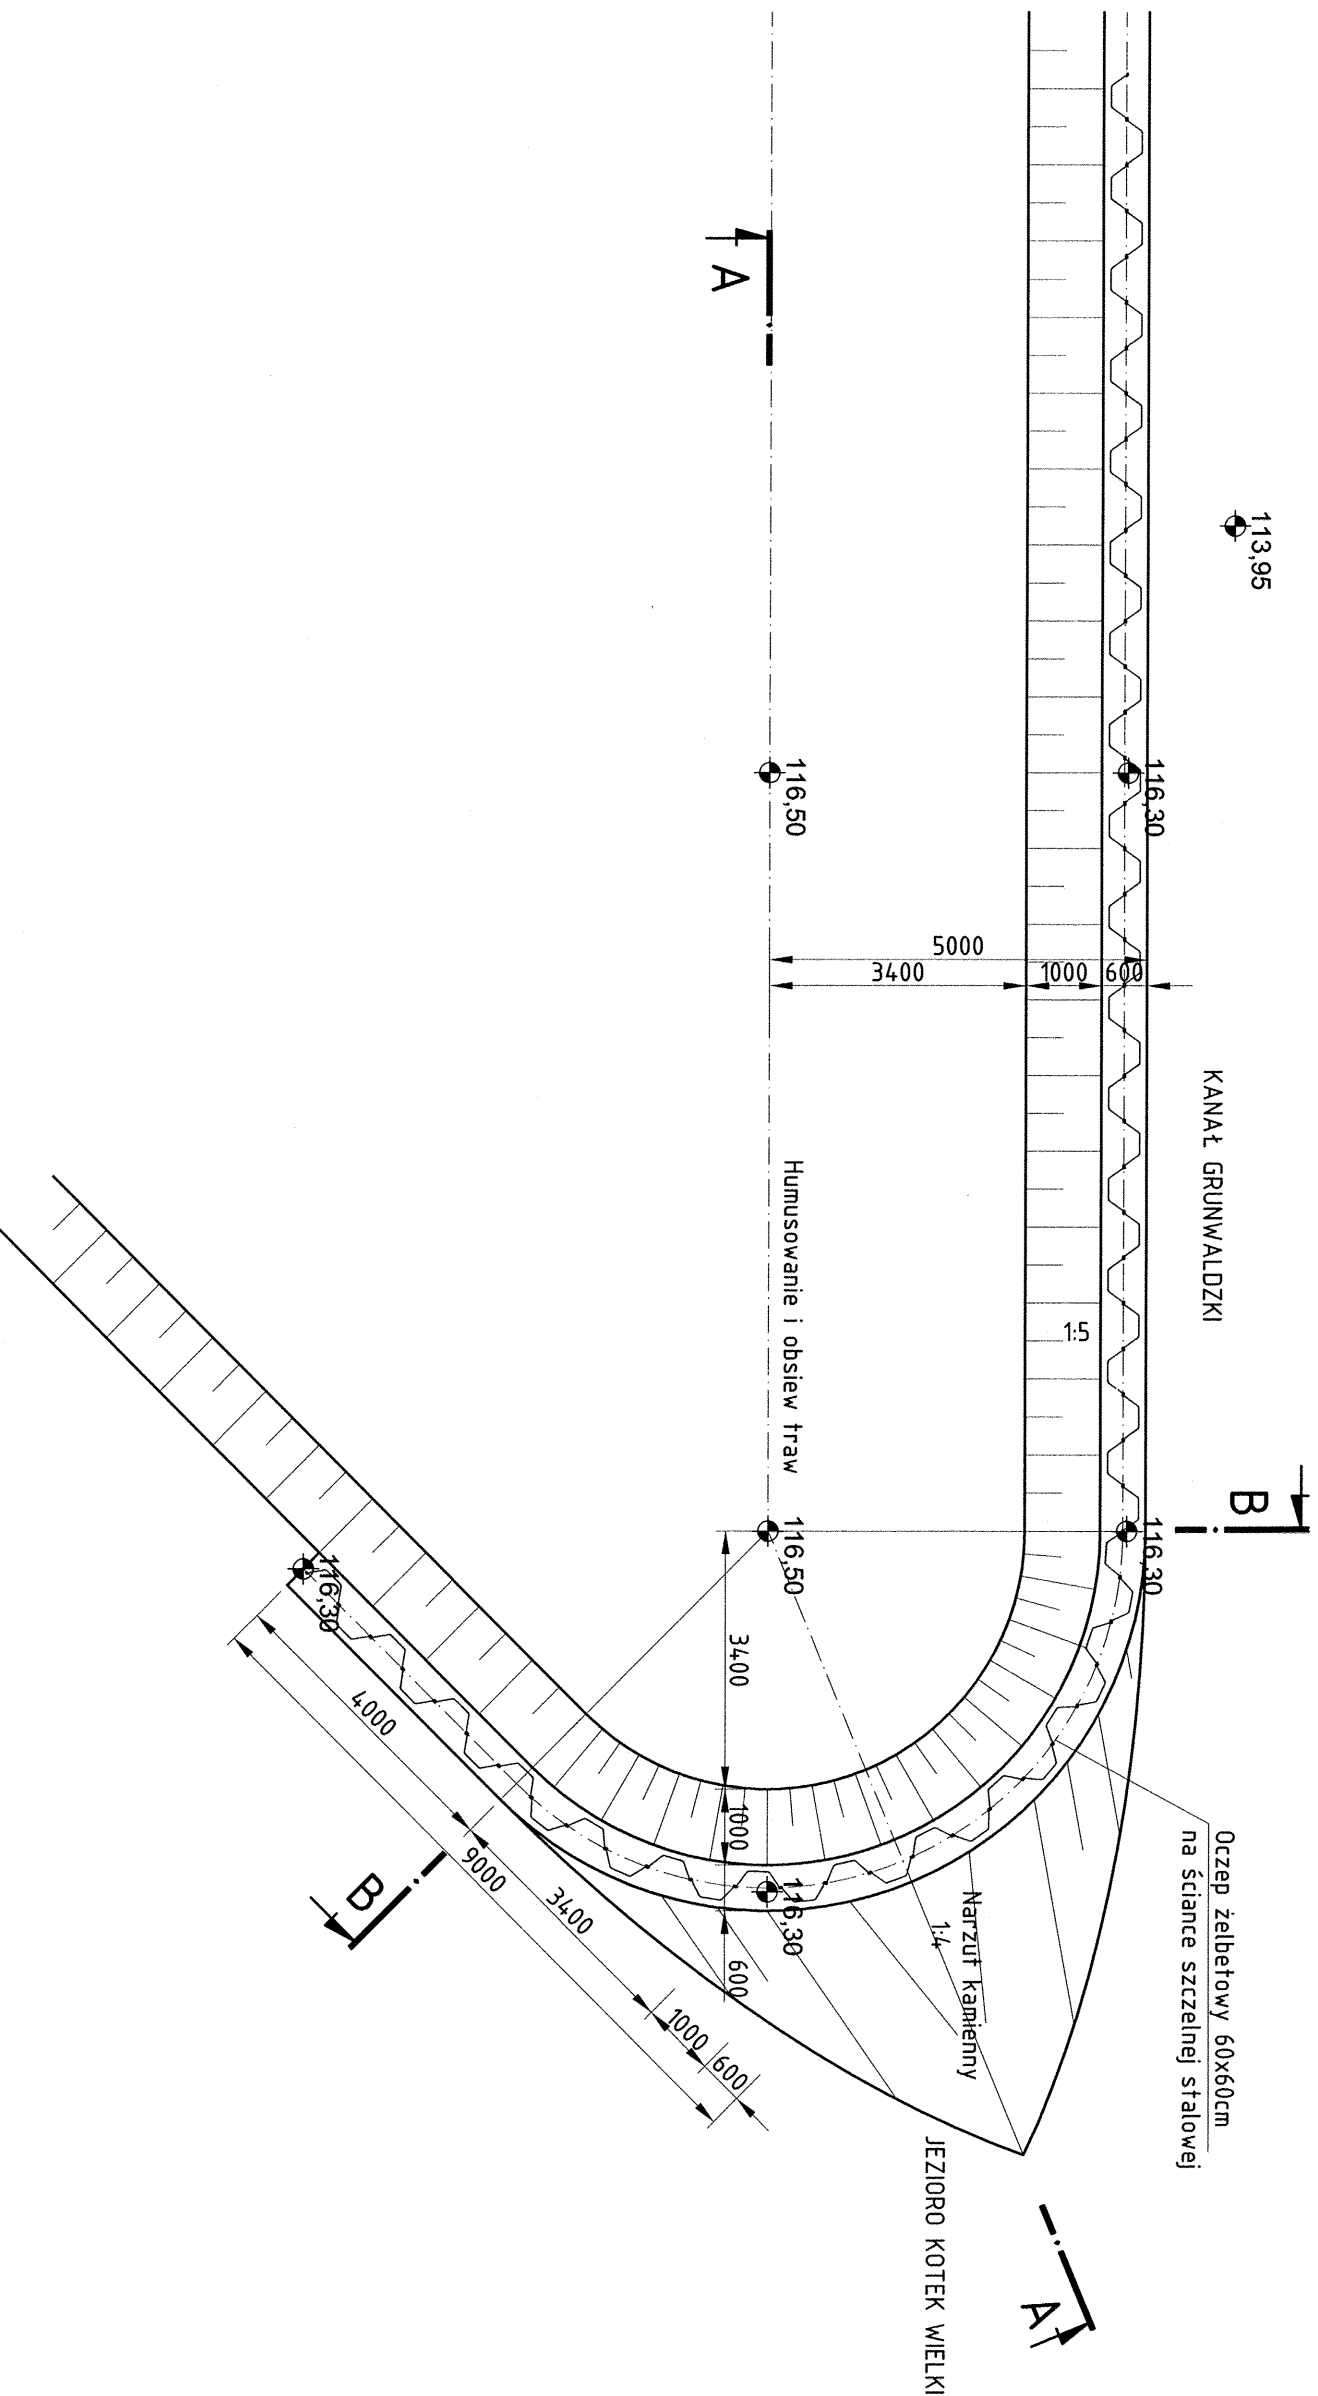 A
113,95
116,50
116,30
5000
3400
1000
600
KANAŁ GRUNWALDZKI
Humusowanie i obsiew traw
1:5
B
116,50
116,30
116,30
3400
1000
116,30
600
4000
9000
3400
1000
600
B
Oczep żelbetowy 60x60cm
na ściance szczelnej stalowej
Narzut kamienny
1:4
JEZIORO KOTEK WIELKI
A